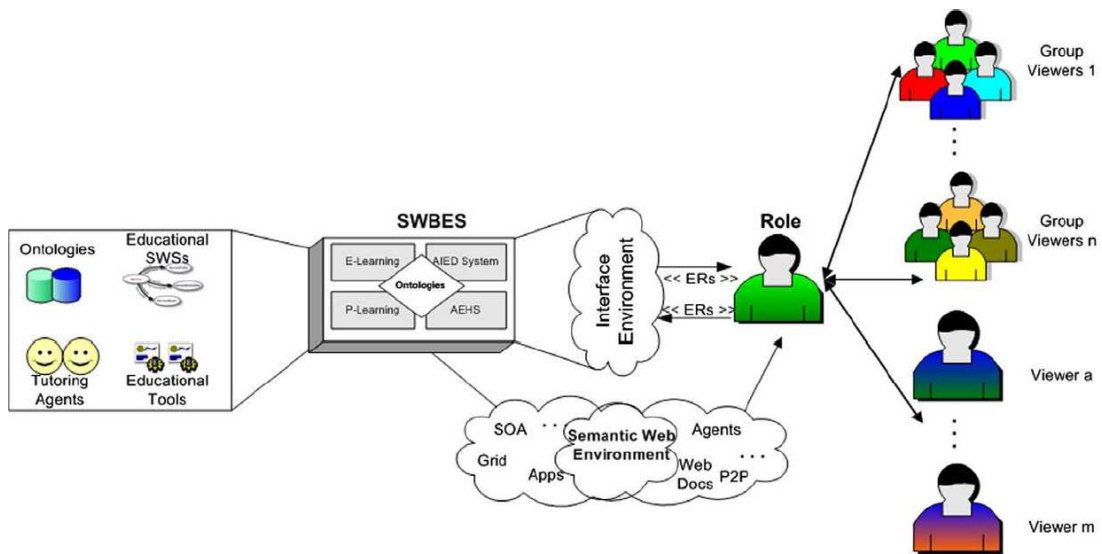 Ontologies
Educational
SWSs
Tutoring
Agents
Educational
Tools
SWBES
E-Learning
AIED System
Ontologies
P-Learning
AEHS
Interface
Environment
<< ERs >>
<< ERs >>
Role
SOA
. . .
Grid
Apps
Semantic Web
Environment
Agents
. . .
Web
Docs
P2P
Group
Viewers 1
Group
Viewers n
Viewer a
Viewer m